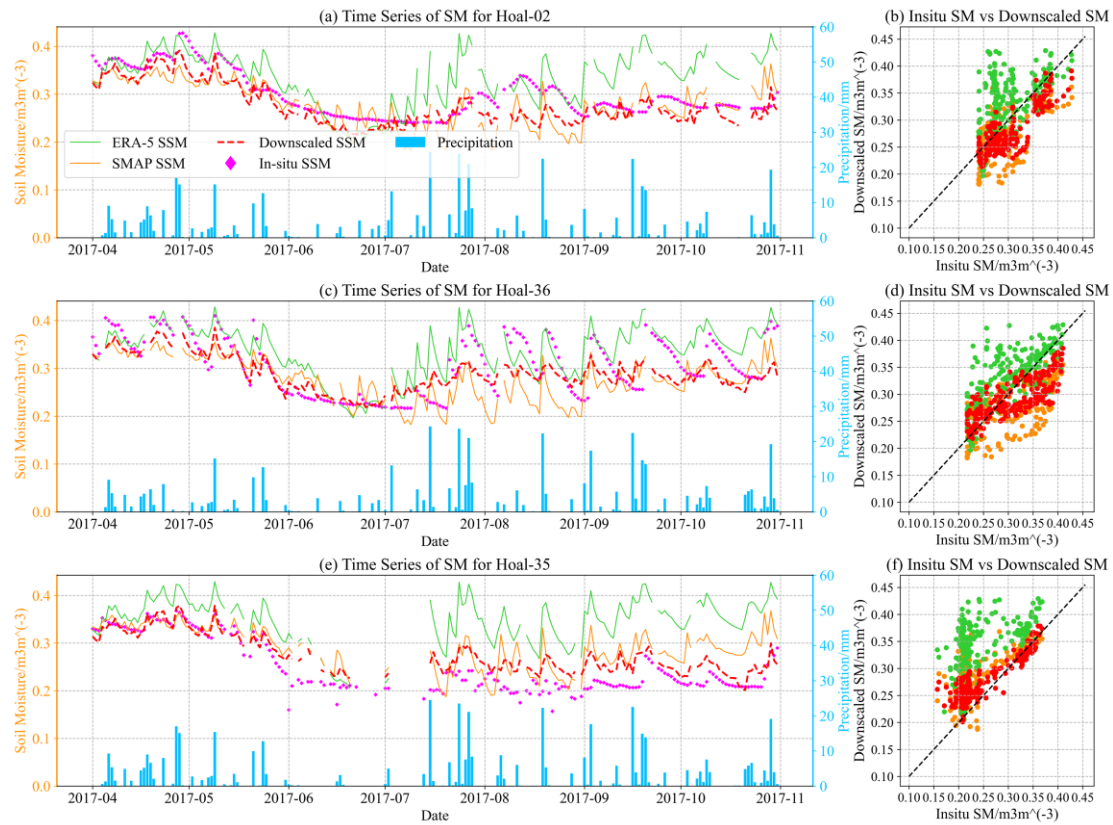 (a) Time Series of SM for Hoal-02
Soil Moisture/m3m^(-3)
0.4
0.3
0.2
0.1
0.0
ERA-5 SSM
SMAP SSM
Downscaled SSM
In-situ SSM
Precipitation
60
50
40
30
20
10
0
Precipitation/mm
2017-04 2017-05 2017-06 2017-07 2017-08 2017-09 2017-10 2017-11
Date
(b) Insitu SM vs Downscaled SM
Downscaled SM/m3m^(-3)
0.45
0.40
0.35
0.30
0.25
0.20
0.15
0.10
0.10 0.15 0.20 0.25 0.30 0.35 0.40 0.45
Insitu SM/m3m^(-3)
(c) Time Series of SM for Hoal-36
Soil Moisture/m3m^(-3)
0.4
0.3
0.2
0.1
0.0
60
50
40
30
20
10
0
Precipitation/mm
2017-04 2017-05 2017-06 2017-07 2017-08 2017-09 2017-10 2017-11
Date
(d) Insitu SM vs Downscaled SM
Downscaled SM/m3m^(-3)
0.45
0.40
0.35
0.30
0.25
0.20
0.15
0.10
0.10 0.15 0.20 0.25 0.30 0.35 0.40 0.45
Insitu SM/m3m^(-3)
(e) Time Series of SM for Hoal-35
Soil Moisture/m3m^(-3)
0.4
0.3
0.2
0.1
0.0
60
50
40
30
20
10
0
Precipitation/mm
2017-04 2017-05 2017-06 2017-07 2017-08 2017-09 2017-10 2017-11
Date
(f) Insitu SM vs Downscaled SM
Downscaled SM/m3m^(-3)
0.45
0.40
0.35
0.30
0.25
0.20
0.15
0.10
0.10 0.15 0.20 0.25 0.30 0.35 0.40 0.45
Insitu SM/m3m^(-3)